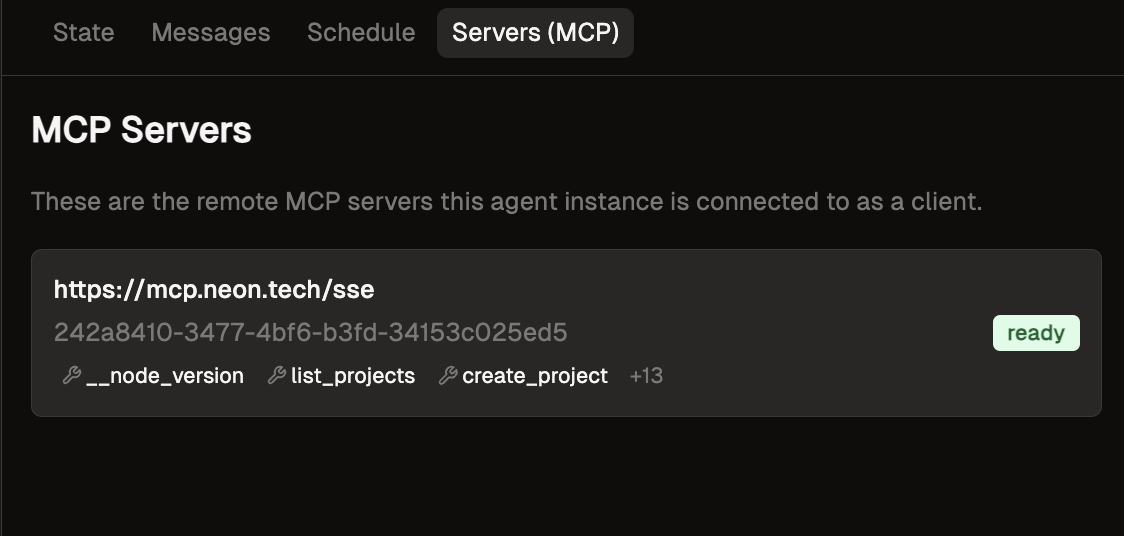 State Messages Schedule Servers (MCP)
MCP Servers
These are the remote MCP servers this agent instance is connected to as a client.
https://mcp.neon.tech/sse
242a8410-3477-4bf6-b3fd-34153c025ed5
ready
__node_version list_projects create_project +13